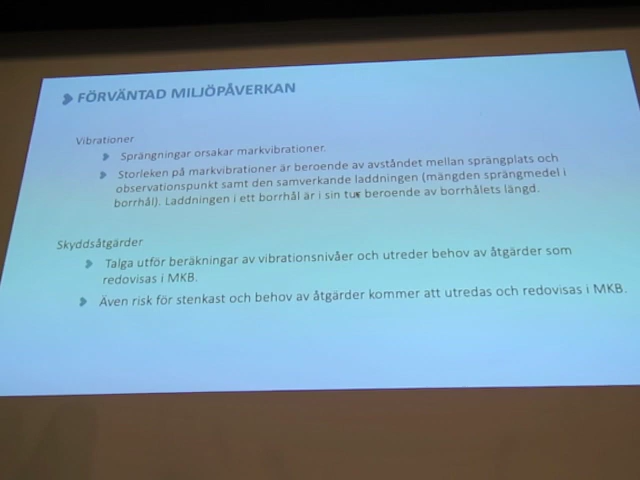 FÖRVÄNTAD MILJÖPÅVERKAN
Vibrationer
Sprängningar orsakar markvibrationer.
Storleken på markvibrationer är beroende av avståndet mellan sprängplats och
observationspunkt samt den samverkande laddningen (mängden sprängmedel i
borrhål). Laddningen i ett borrhål är i sin tur beroende av borrhålets längd.
Skyddsåtgärder
Talga utför beräkningar av vibrationsnivåer och utreder behov av åtgärder som
redovisas i MKB.
Även risk för stenkast och behov av åtgärder kommer att utredas och redovisas i MKB.